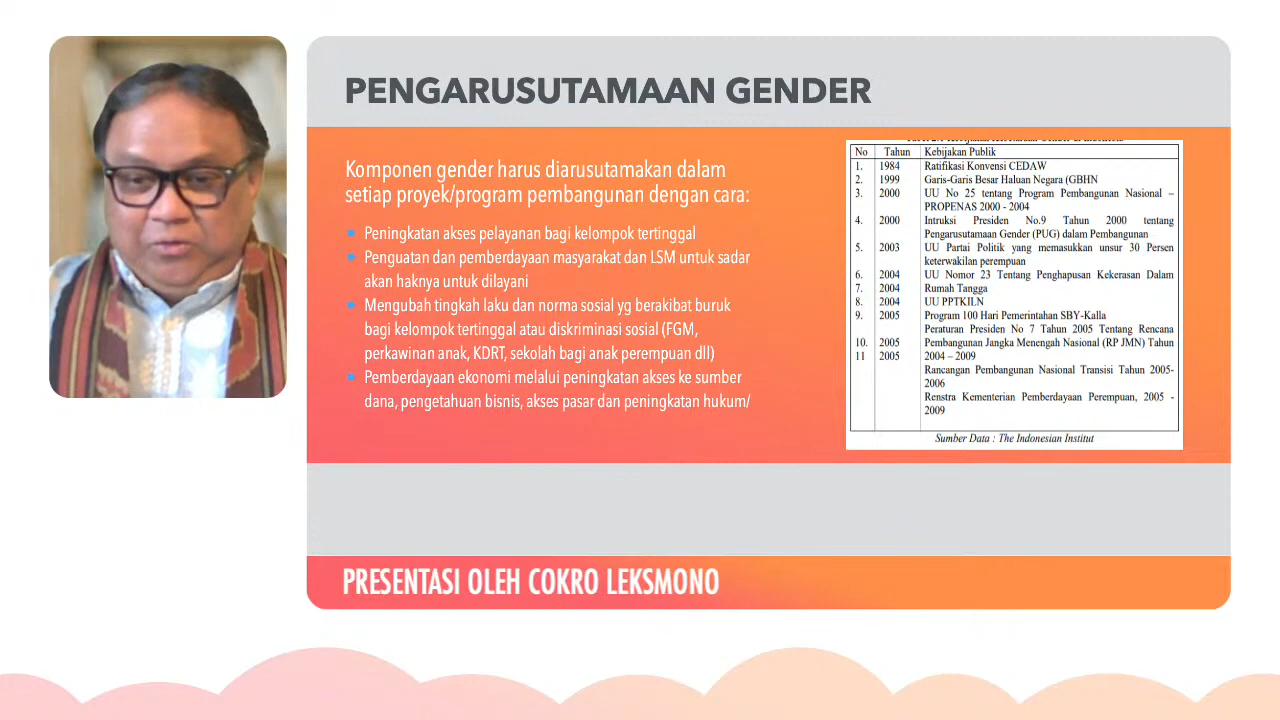 PENGARUSUTAMAAN GENDER
Komponen gender harus diarusutamakan dalam
setiap proyek/program pembangunan dengan cara:
Peningkatan akses pelayanan bagi kelompok tertinggal
Penguatan dan pemberdayaan masyarakat dan LSM untuk sadar
akan haknya untuk dilayani
Mengubah tingkah laku dan norma sosial yg berakibat buruk
bagi kelompok tertinggal atau diskriminasi sosial (FGM,
perkawinan anak, KDRT, sekolah bagi anak perempuan dll)
Pemberdayaan ekonomi melalui peningkatan akses ke sumber
dana, pengetahuan bisnis, akses pasar dan peningkatan hukum/
No Tahun Kebijakan Publik
1. 1984 Ratifikasi Konvensi CEDAW
2. 1999 Garis-Garis Besar Haluan Negara (GBHN
3. 2000 UU No 25 tentang Program Pembangunan Nasional –
PROPENAS 2000 - 2004
4. 2000 Intruksi Presiden No.9 Tahun 2000 tentang
Pengarusutamaan Gender (PUG) dalam Pembangunan
5. 2003 UU Partai Politik yang memasukkan unsur 30 Persen
keterwakilan perempuan
6. 2004 UU Nomor 23 Tentang Penghapusan Kekerasan Dalam
7. 2004 Rumah Tangga
8. 2004 UU PPTKILN
9. 2005 Program 100 Hari Pemerintahan SBY-Kalla
Peraturan Presiden No 7 Tahun 2005 Tentang Rencana
10. 2005 Pembangunan Jangka Menengah Nasional (RP JMN) Tahun
11 2005 2004 – 2009
Rancangan Pembangunan Nasional Transisi Tahun 2005-
2006
Renstra Kementerian Pemberdayaan Perempuan, 2005 -
2009
Sumber Data : The Indonesian Institut
PRESENTASI OLEH COKRO LEKSMONO